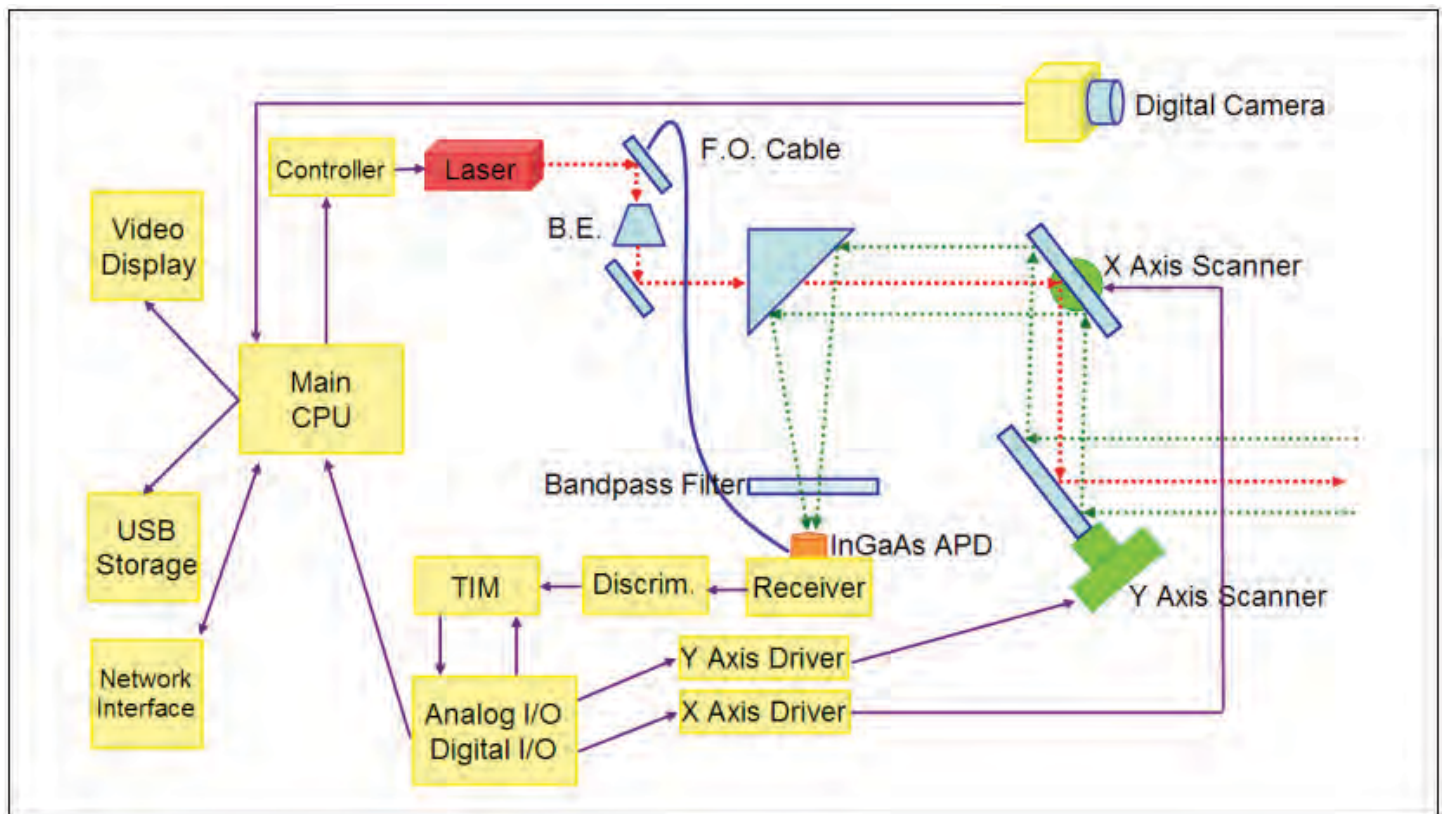 Digital Camera
F.O. Cable
Controller
Laser
Video
Display
B.E.
X Axis Scanner
Main
CPU
Bandpass Filter
USB
Storage
InGaAs APD
TIM
Discrim.
Receiver
Y Axis Scanner
Y Axis Driver
Network
Interface
Analog I/O
Digital I/O
X Axis Driver